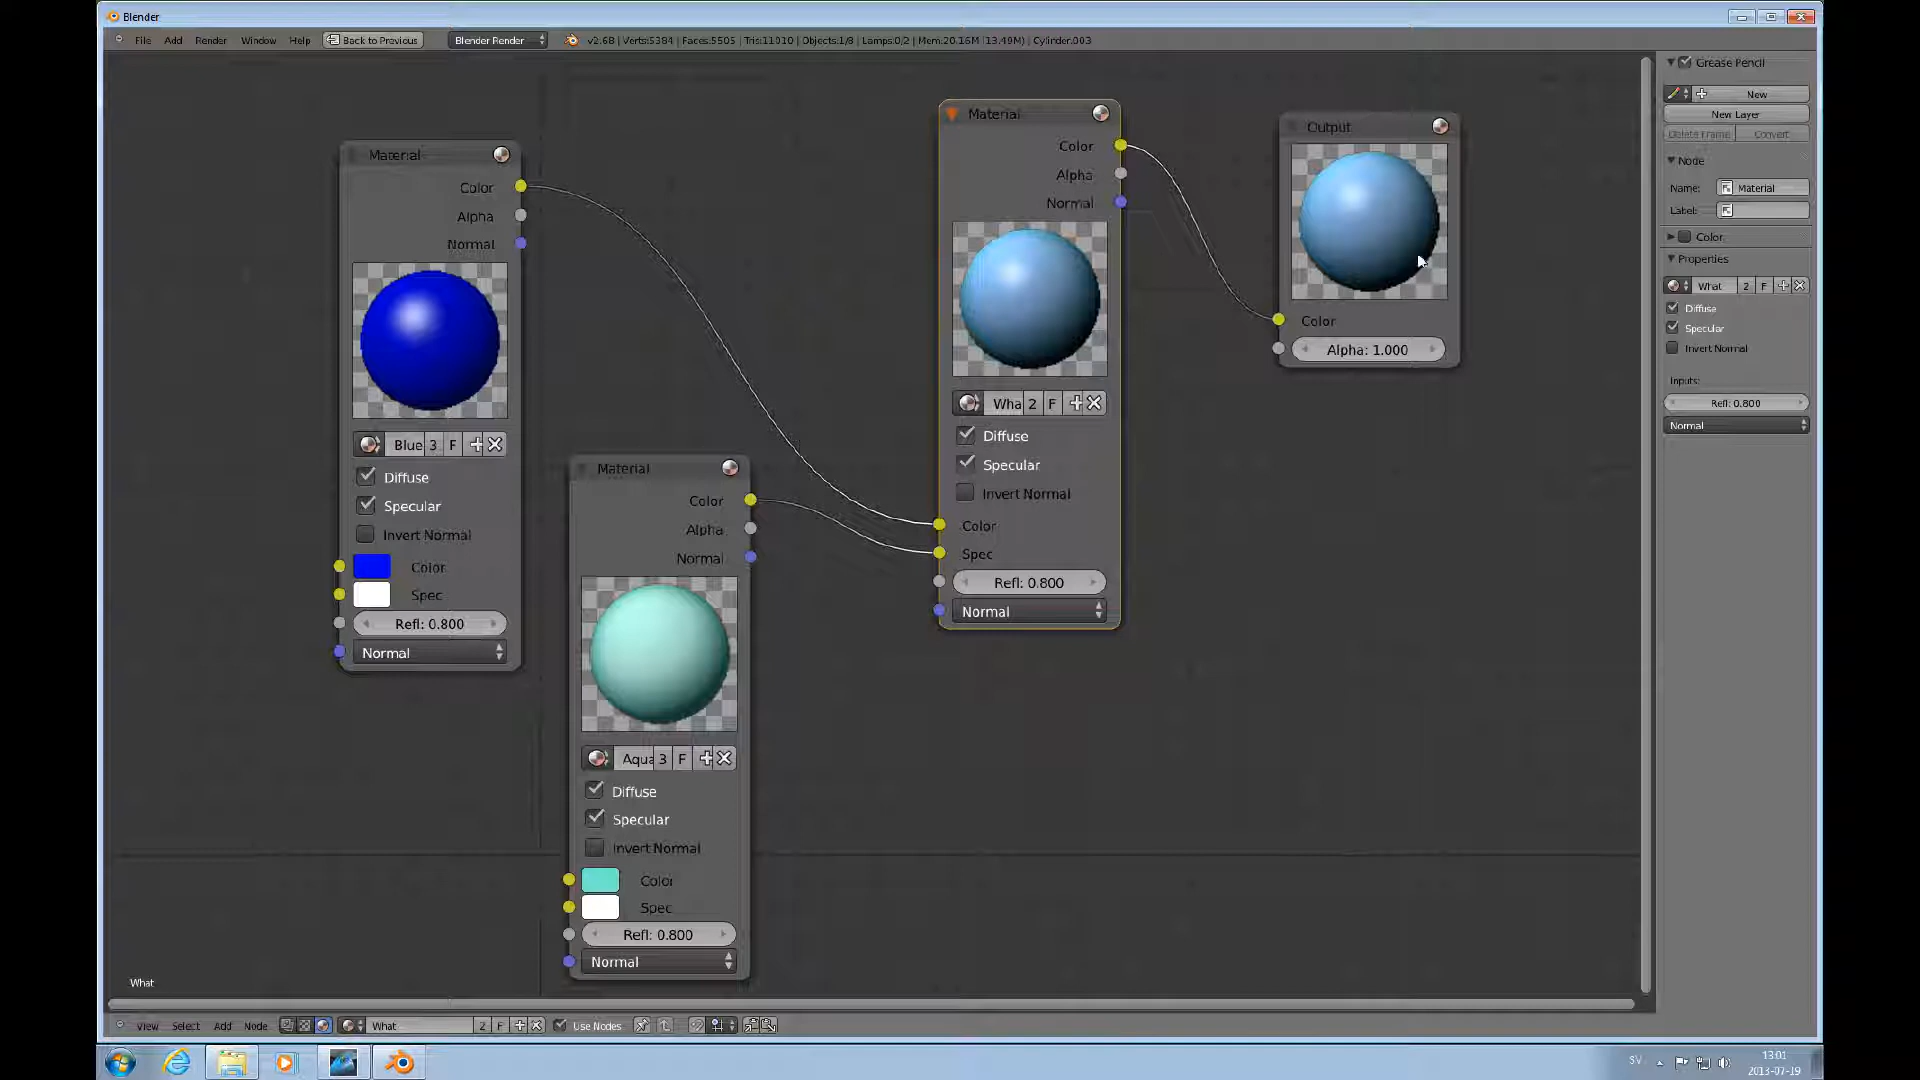 Blender
File Add Render Window Help Back to Previous Blender Render v2.68 | Verts:5384 | Faces:5505 | Tris:11010 | Objects:1/8 | Lamps:0/2 | Mem:20.16M (13.49M) | Cylinder.003
Material
Color
Alpha
Normal
Blue 3 F
Diffuse
Specular
Invert Normal
Color
Spec
Refl: 0.800
Normal
Material
Color
Alpha
Normal
Aqua 3 F
Diffuse
Specular
Invert Normal
Color
Spec
Refl: 0.800
Normal
Material
Color
Alpha
Normal
Wha 2 F
Diffuse
Specular
Invert Normal
Color
Spec
Refl: 0.800
Normal
Output
Color
Alpha: 1.000
Grease Pencil
New
New Layer
Delete Frame Convert
Node
Name: Material
Label:
Color
Properties
What 2 F
Diffuse
Specular
Invert Normal
Inputs:
Refl: 0.800
Normal
What
View Select Add Node What 2 F Use Nodes
SV 13:01
2013-07-19